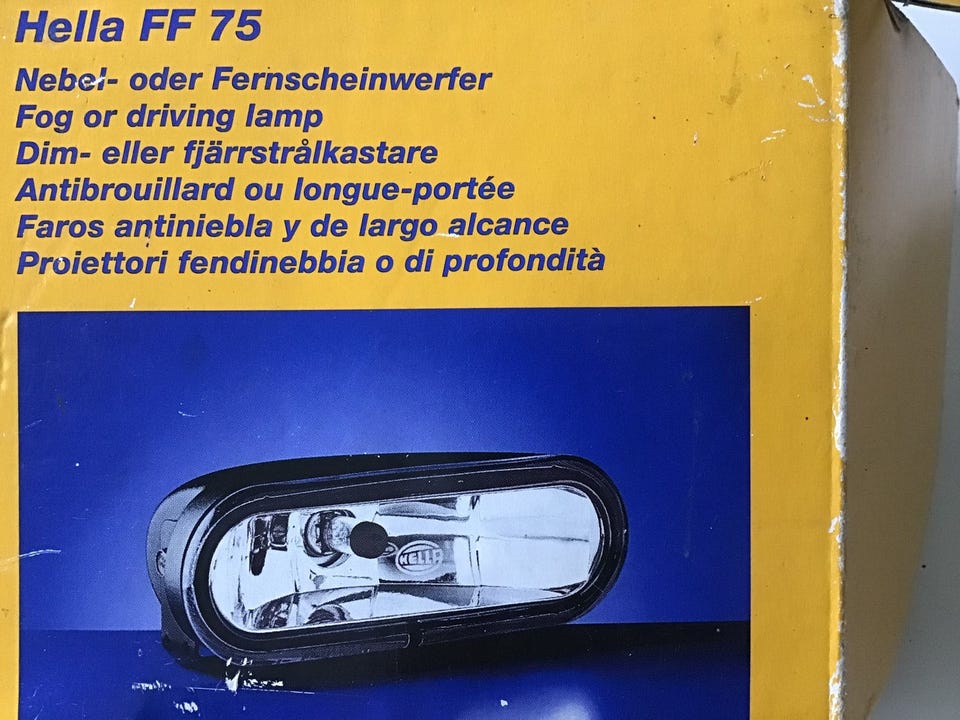 Hella FF 75
Nebel- oder Fernscheinwerfer
Fog or driving lamp
Dim- eller fjärrstrålkastare
Antibrouillard ou longue-portée
Faros antiniebla y de largo alcance
Proiettori fendinebbia o di profondità
HELLA